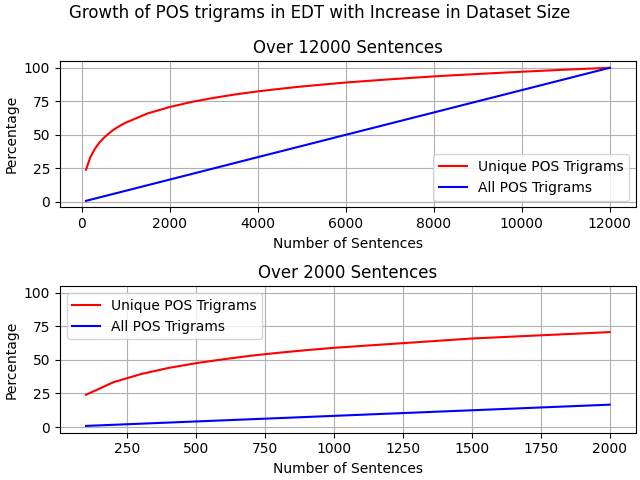 Growth of POS trigrams in EDT with Increase in Dataset Size
Over 12000 Sentences
100
75
50
25
0
Percentage
Unique POS Trigrams
All POS Trigrams
0 2000 4000 6000 8000 10000 12000
Number of Sentences
Over 2000 Sentences
100
75
50
25
0
Percentage
Unique POS Trigrams
All POS Trigrams
250 500 750 1000 1250 1500 1750 2000
Number of Sentences